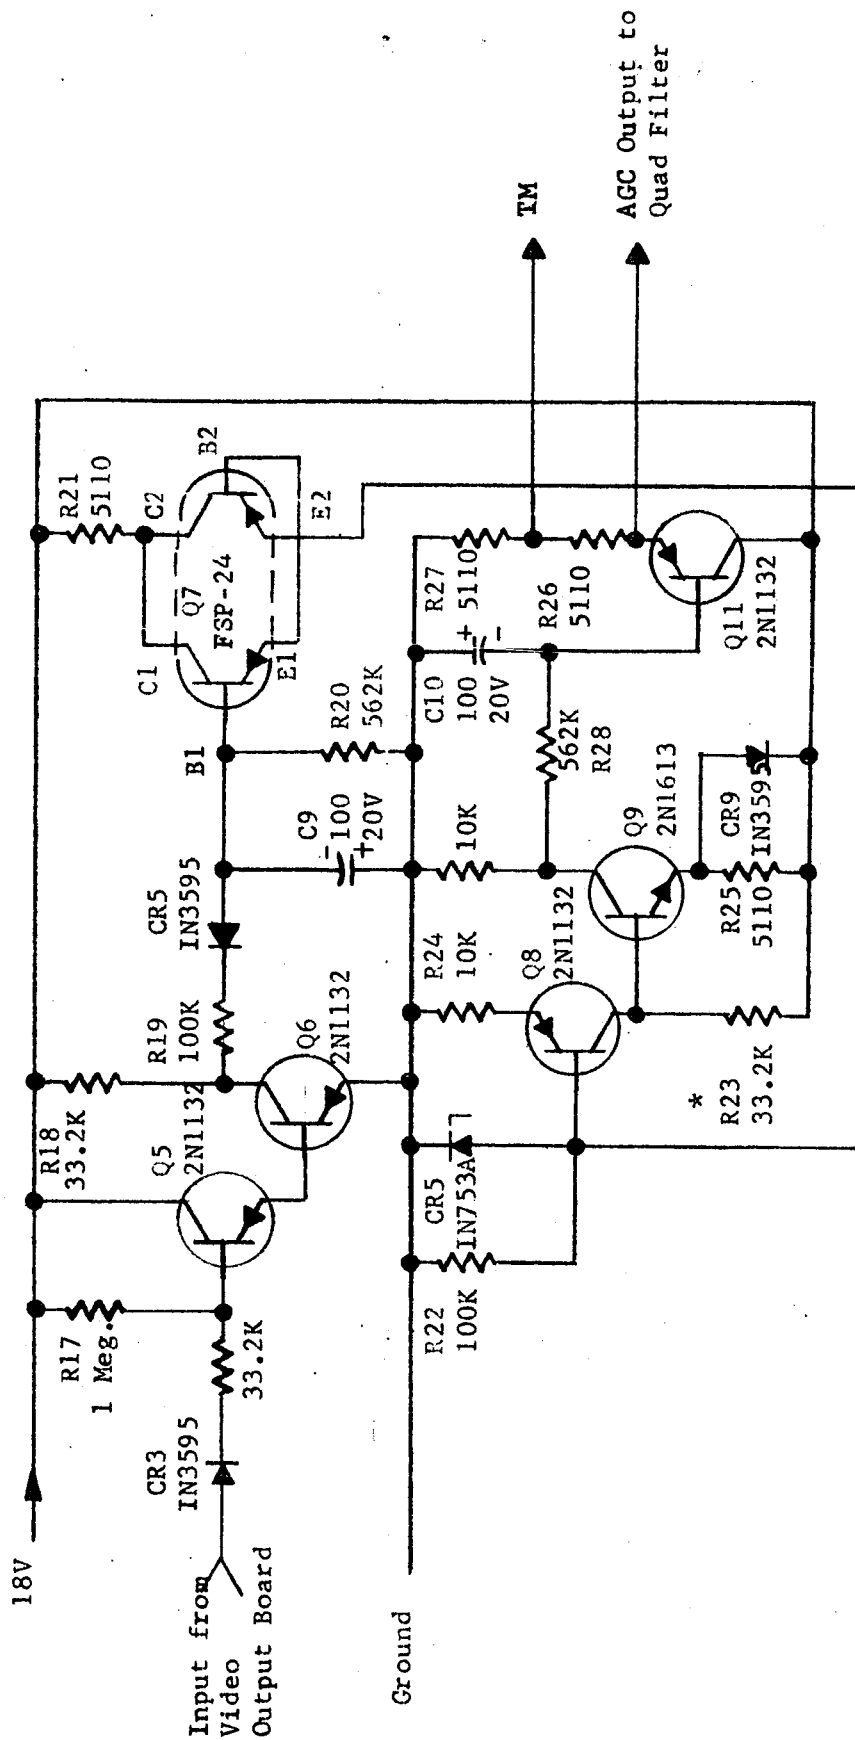 18V
R17
1 Meg.
R18
33.2K
Q5
2N1132
R19
100K
CR5
IN3595
R21
5110
C2
Q7
FSP-24
C1
B2
E2
E1
B1
CR3
IN3595
33.2K
Input from
Video
Output Board
Q6
2N1132
C9
- 100
+ 20V
R20
562K
Ground
R22
100K
CR5
IN753A
R24
10K
10K
Q8
2N1132
C10
100 +
20V -
R27
5110
R26
5110
562K
R28
Q9
2N1613
* R23
33.2K
R25
5110
CR9
IN3595
Q11
2N1132
TM
AGC Output to
Quad Filter